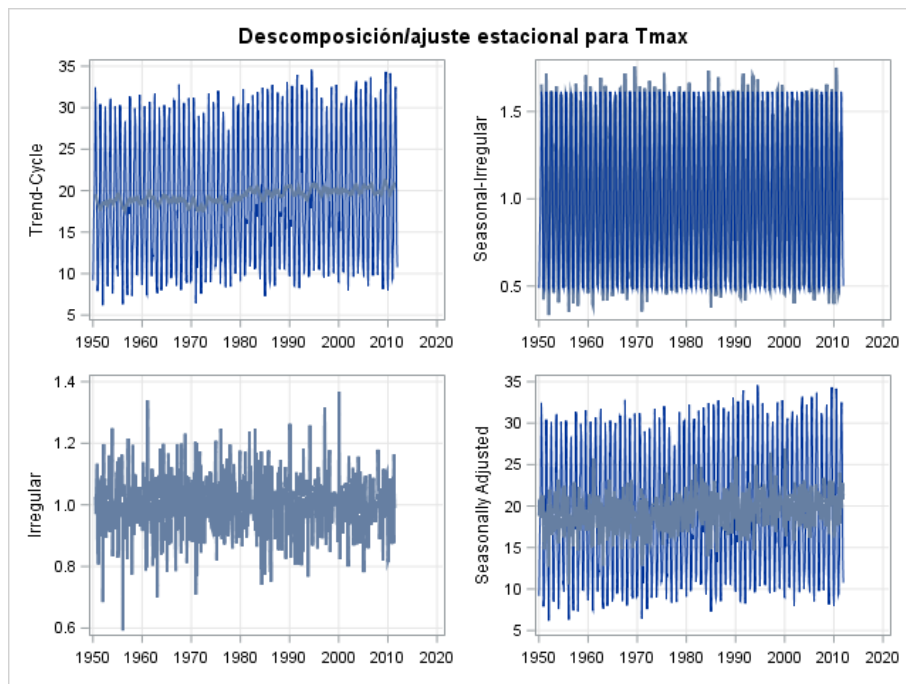 Descomposición/ajuste estacional para Tmax
Trend-Cycle
35
30
25
20
15
10
5
1950 1960 1970 1980 1990 2000 2010 2020
Seasonal-Irregular
1.5
1.0
0.5
1950 1960 1970 1980 1990 2000 2010 2020
Irregular
1.4
1.2
1.0
0.8
0.6
1950 1960 1970 1980 1990 2000 2010 2020
Seasonally Adjusted
35
30
25
20
15
10
5
1950 1960 1970 1980 1990 2000 2010 2020